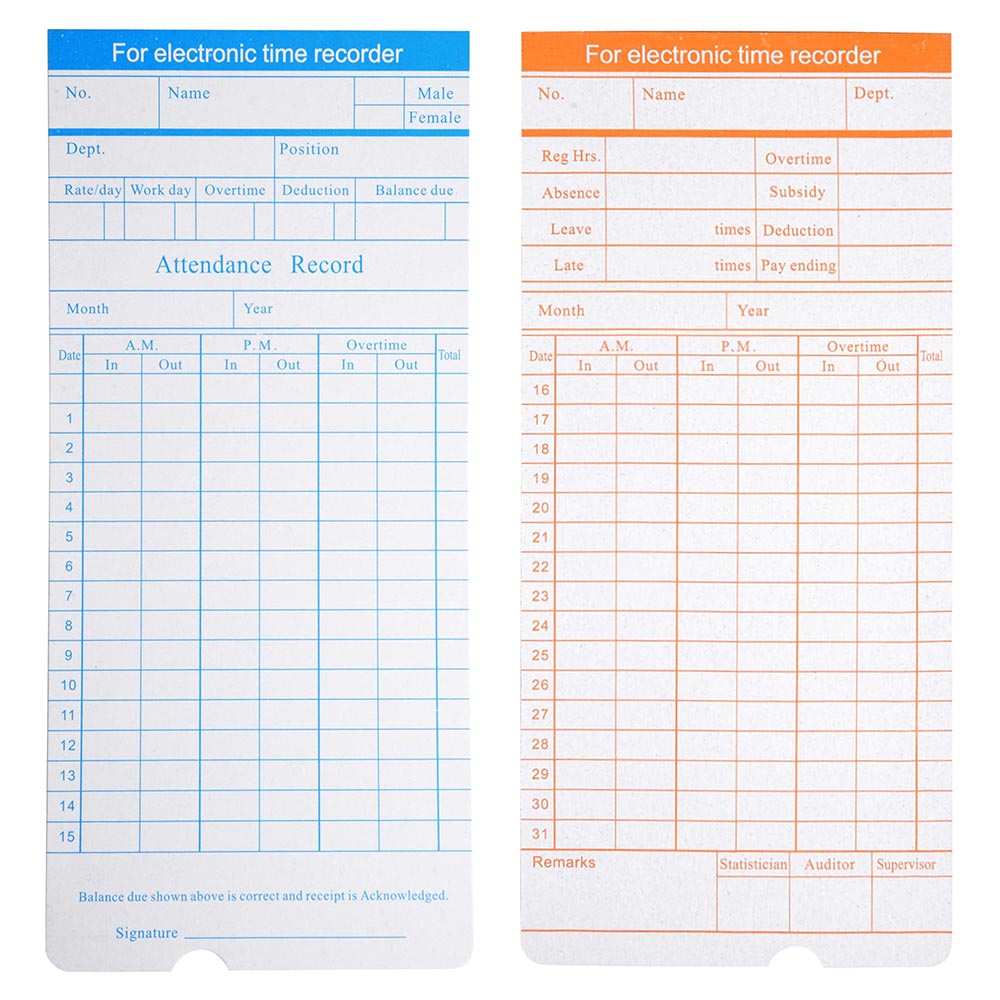 For electronic time recorder
No. Name Male
Female
Dept. Position
Rate/day Work day Overtime Deduction Balance due
Attendance Record
Month Year
Date A.M. P.M. Overtime Total
In Out In Out In Out
1
2
3
4
5
6
7
8
9
10
11
12
13
14
15
Balance due shown above is correct and receipt is Acknowledged.
Signature
For electronic time recorder
No. Name Dept.
Reg Hrs. Overtime
Absence Subsidy
Leave times Deduction
Late times Pay ending
Month Year
Date A.M. P.M. Overtime Total
In Out In Out In Out
16
17
18
19
20
21
22
23
24
25
26
27
28
29
30
31
Remarks Statistician Auditor Supervisor